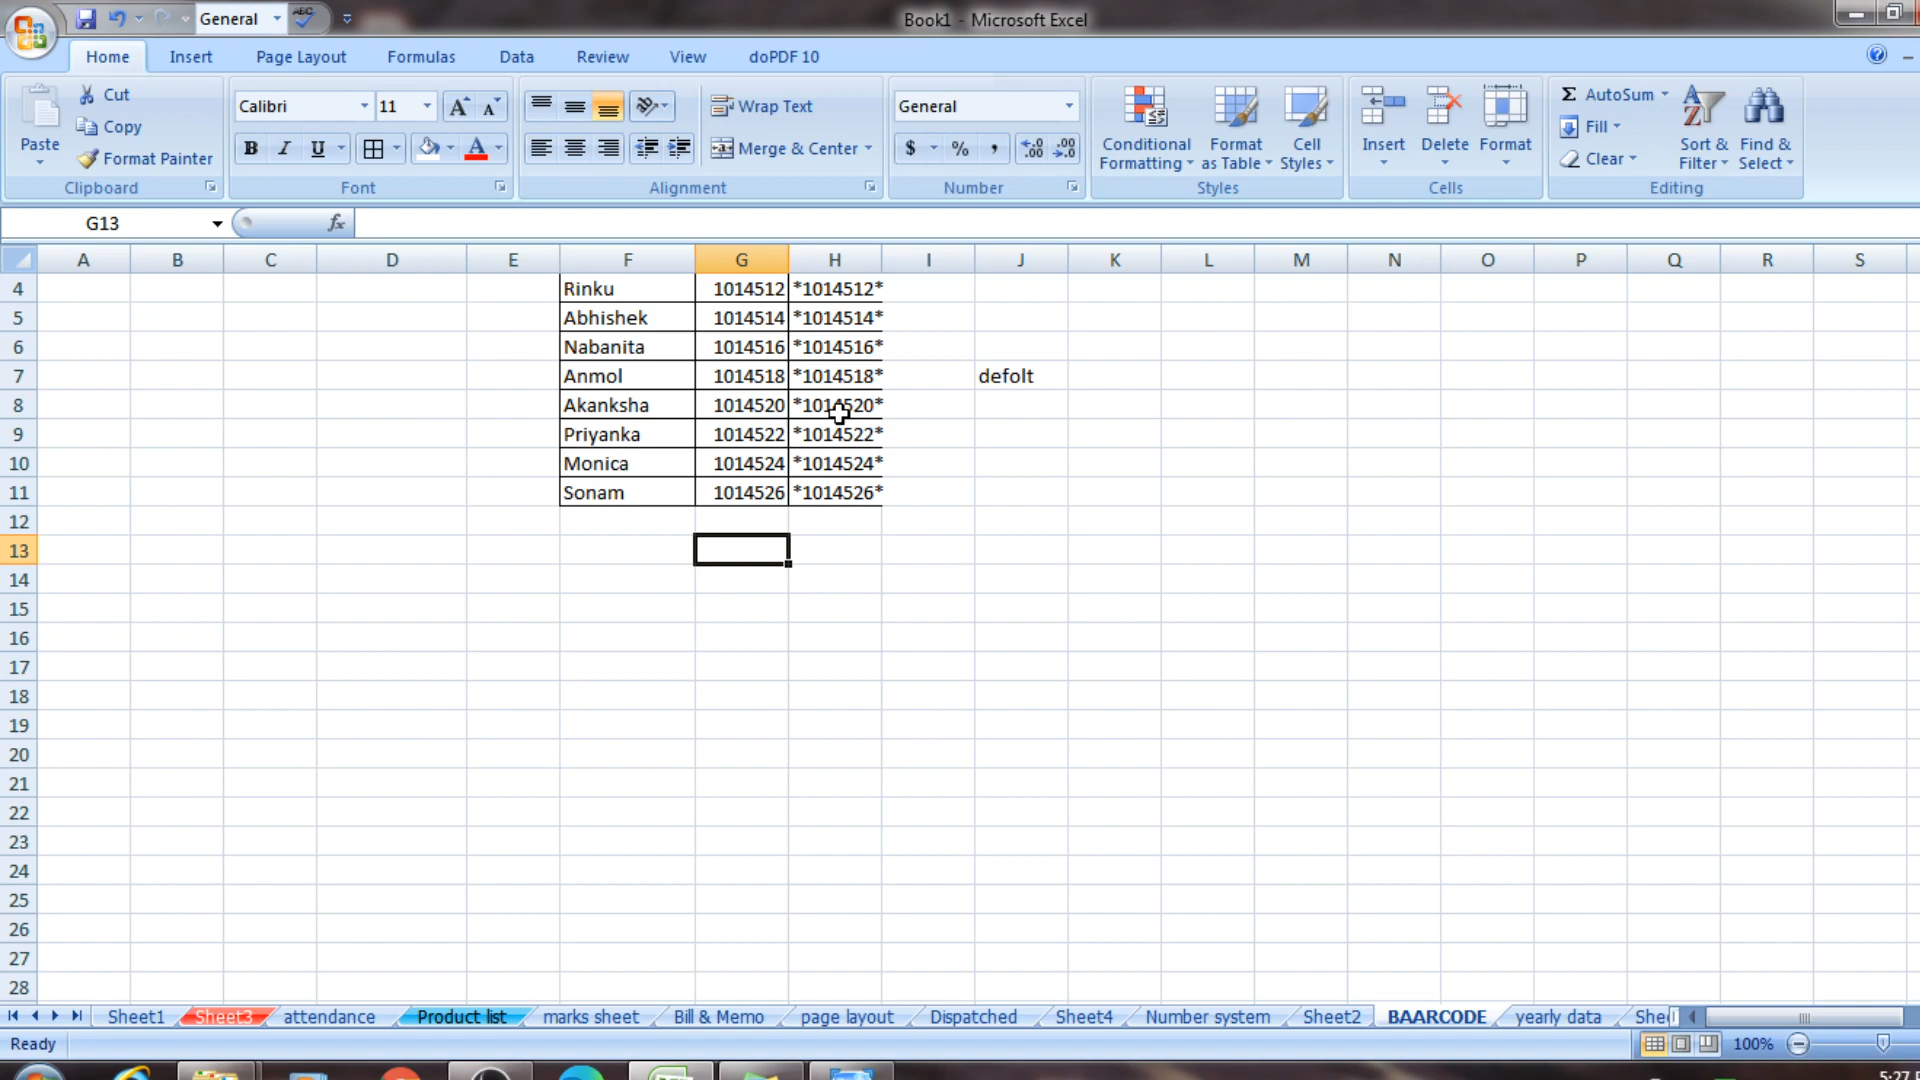 General
Book1 - Microsoft Excel
Home Insert Page Layout Formulas Data Review View doPDF 10
Paste Cut Copy Format Painter
Clipboard
Calibri 11
B I U A
Font
Wrap Text
Merge & Center
Alignment
General
$ % ,
Number
Conditional Formatting
Format as Table
Cell Styles
Styles
Insert Delete Format
Cells
Σ AutoSum
Fill
Clear
Sort & Filter
Find & Select
Editing
G13 fx
A B C D E F G H I J K L M N O P Q R S
4 Rinku 1014512 *1014512*
5 Abhishek 1014514 *1014514*
6 Nabanita 1014516 *1014516*
7 Anmol 1014518 *1014518* defolt
8 Akanksha 1014520 *1014520*
9 Priyanka 1014522 *1014522*
10 Monica 1014524 *1014524*
11 Sonam 1014526 *1014526*
12
13
14
15
16
17
18
19
20
21
22
23
24
25
26
27
28
Sheet1 Sheet3 attendance Product list marks sheet Bill & Memo page layout Dispatched Sheet4 Number system Sheet2 BAARCODE yearly data She
Ready 100%
5:27